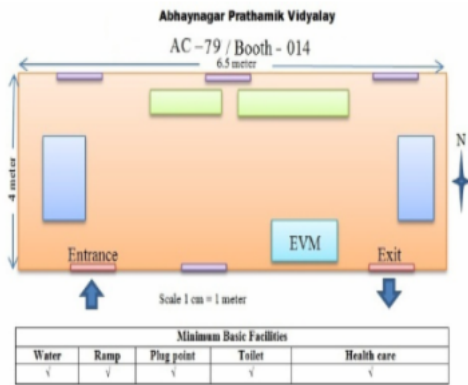 Abhaynagar Prathamik Vidyalay
AC -79 / Booth - 014
6.5 meter
4 meter
N
EVM
Entrance
Exit
Scale 1 cm = 1 meter
Minimum Basic Facilities
Water Ramp Plug point Toilet Health care
√ √ √ √ √